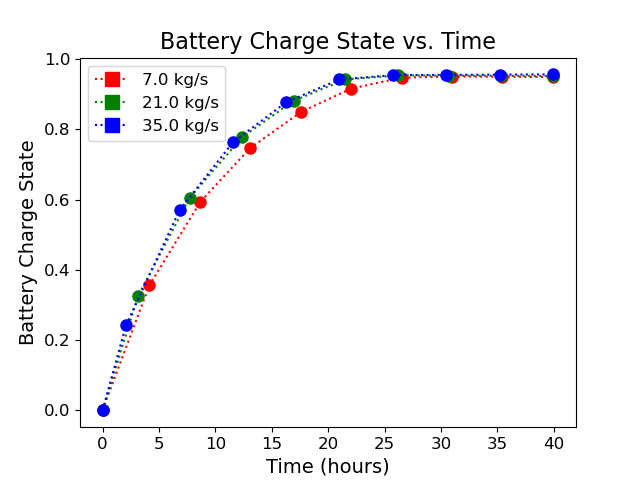 Battery Charge State vs. Time
7.0 kg/s
21.0 kg/s
35.0 kg/s
Battery Charge State
1.0
0.8
0.6
0.4
0.2
0.0
0 5 10 15 20 25 30 35 40
Time (hours)